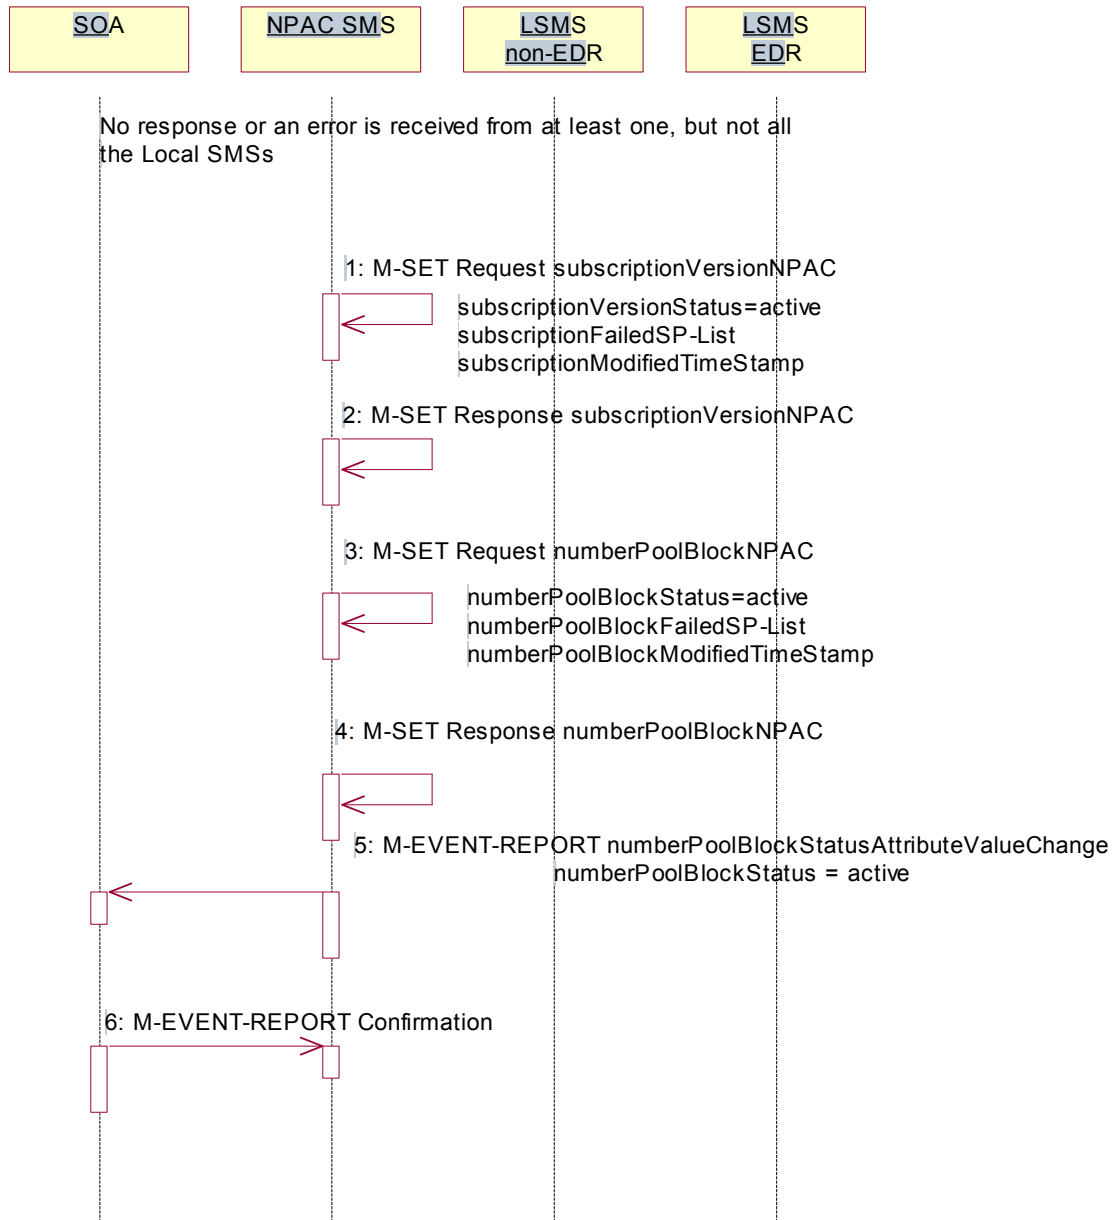 SOA
NPAC SMS
LSMS
non-EDR
LSMS
EDR
No response or an error is received from at least one, but not all
the Local SMSs
1: M-SET Request subscriptionVersionNPAC
subscriptionVersionStatus=active
subscriptionFailedSP-List
subscriptionModifiedTimeStamp
2: M-SET Response subscriptionVersionNPAC
3: M-SET Request numberPoolBlockNPAC
numberPoolBlockStatus=active
numberPoolBlockFailedSP-List
numberPoolBlockModifiedTimeStamp
4: M-SET Response numberPoolBlockNPAC
5: M-EVENT-REPORT numberPoolBlockStatusAttributeValueChange
numberPoolBlockStatus = active
6: M-EVENT-REPORT Confirmation